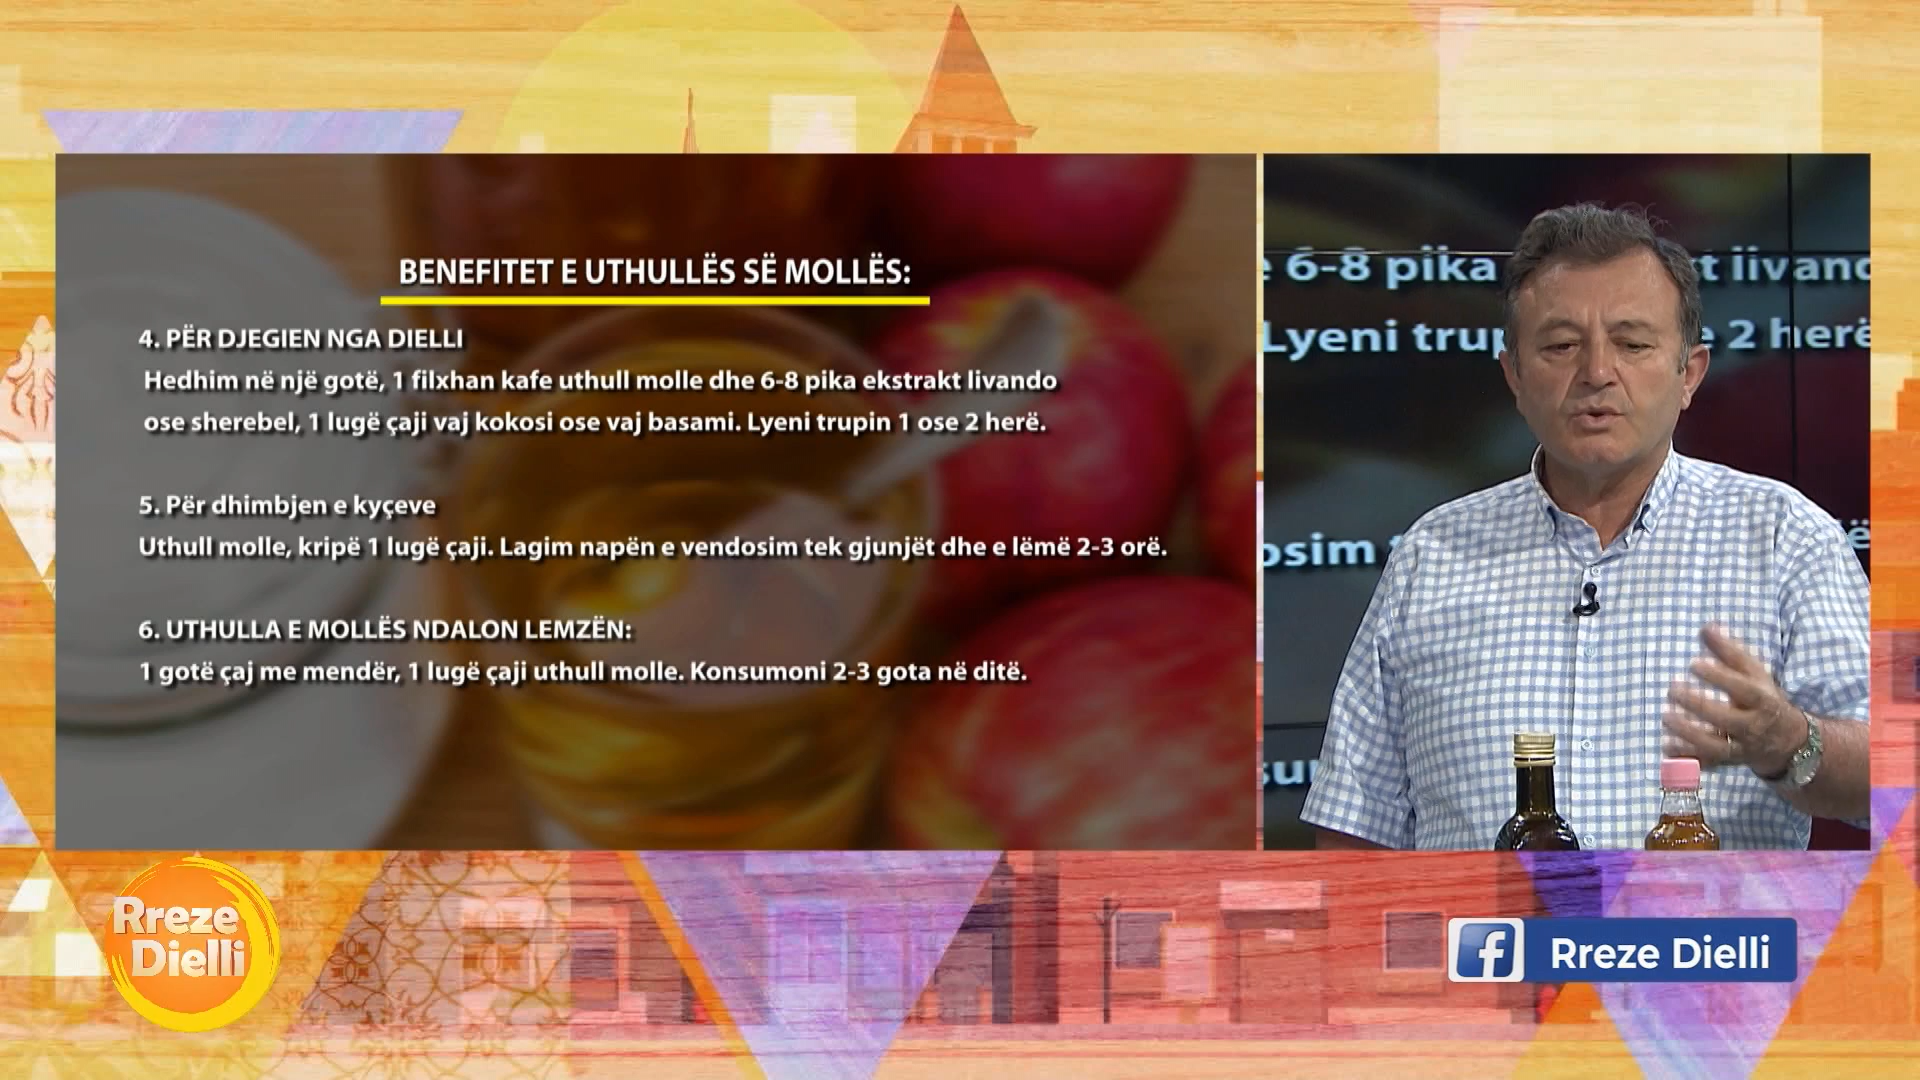 BENEFITET E UTHULLËS SË MOLLËS:
4. PËR DJEGIEN NGA DIELLI
Hedhim në një gotë, 1 filxhan kafe uthull molle dhe 6-8 pika ekstrakt livando
ose sherebel, 1 lugë çaji vaj kokosi ose vaj basami. Lyeni trupin 1 ose 2 herë.
5. Për dhimbjen e kyçeve
Uthull molle, kripë 1 lugë çaji. Lagim napën e vendosim tek gjunjët dhe e lëmë 2-3 orë.
6. UTHULLA E MOLLËS NDALON LEMZËN:
1 gotë çaj me mendër, 1 lugë çaji uthull molle. Konsumoni 2-3 gota në ditë.
6-8 pika
Lyeni
2 herë
Rreze
Dielli
Rreze Dielli